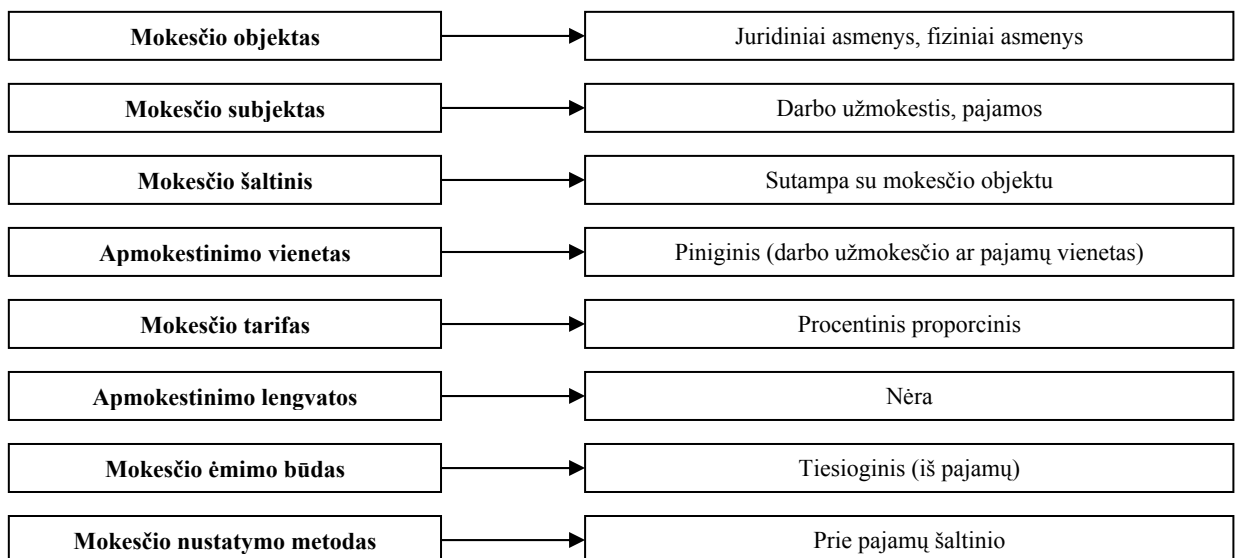 Mokesčio objektas
Juridiniai asmenys, fiziniai asmenys
Mokesčio subjektas
Darbo užmokestis, pajamos
Mokesčio šaltinis
Sutampa su mokesčio objektu
Apmokestinimo vienetas
Piniginis (darbo užmokesčio ar pajamų vienetas)
Mokesčio tarifas
Procentinis proporcinis
Apmokestinimo lengvatos
Nėra
Mokesčio ėmimo būdas
Tiesioginis (iš pajamų)
Mokesčio nustatymo metodas
Prie pajamų šaltinio